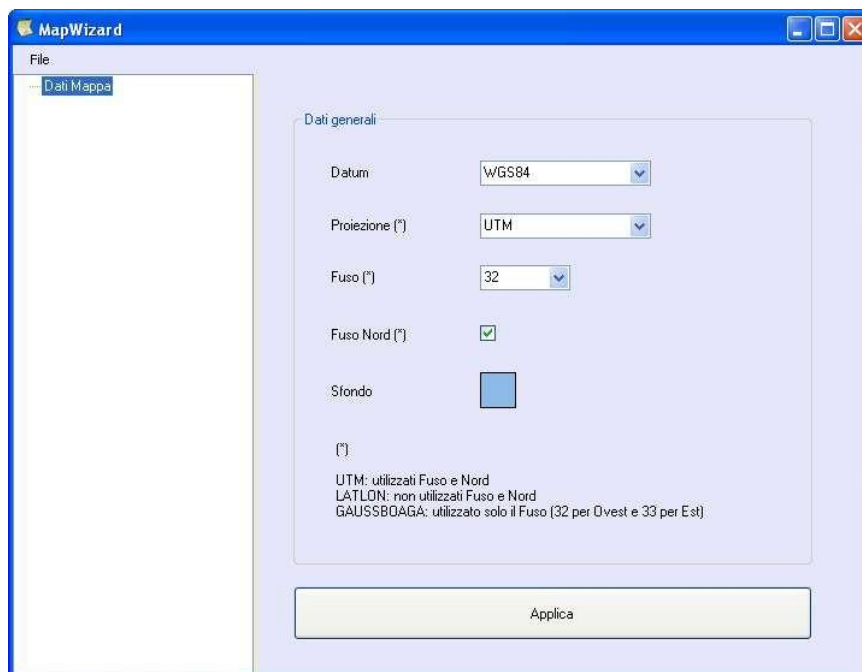 MapWizard
File
Dati Mappa
Dati generali
Datum WGS84
Proiezione (*) UTM
Fuso (*) 32
Fuso Nord (*)
Sfondo
(*)
UTM: utilizzati Fuso e Nord
LATLON: non utilizzati Fuso e Nord
GAUSSBOAGA: utilizzato solo il Fuso (32 per Ovest e 33 per Est)
Applica